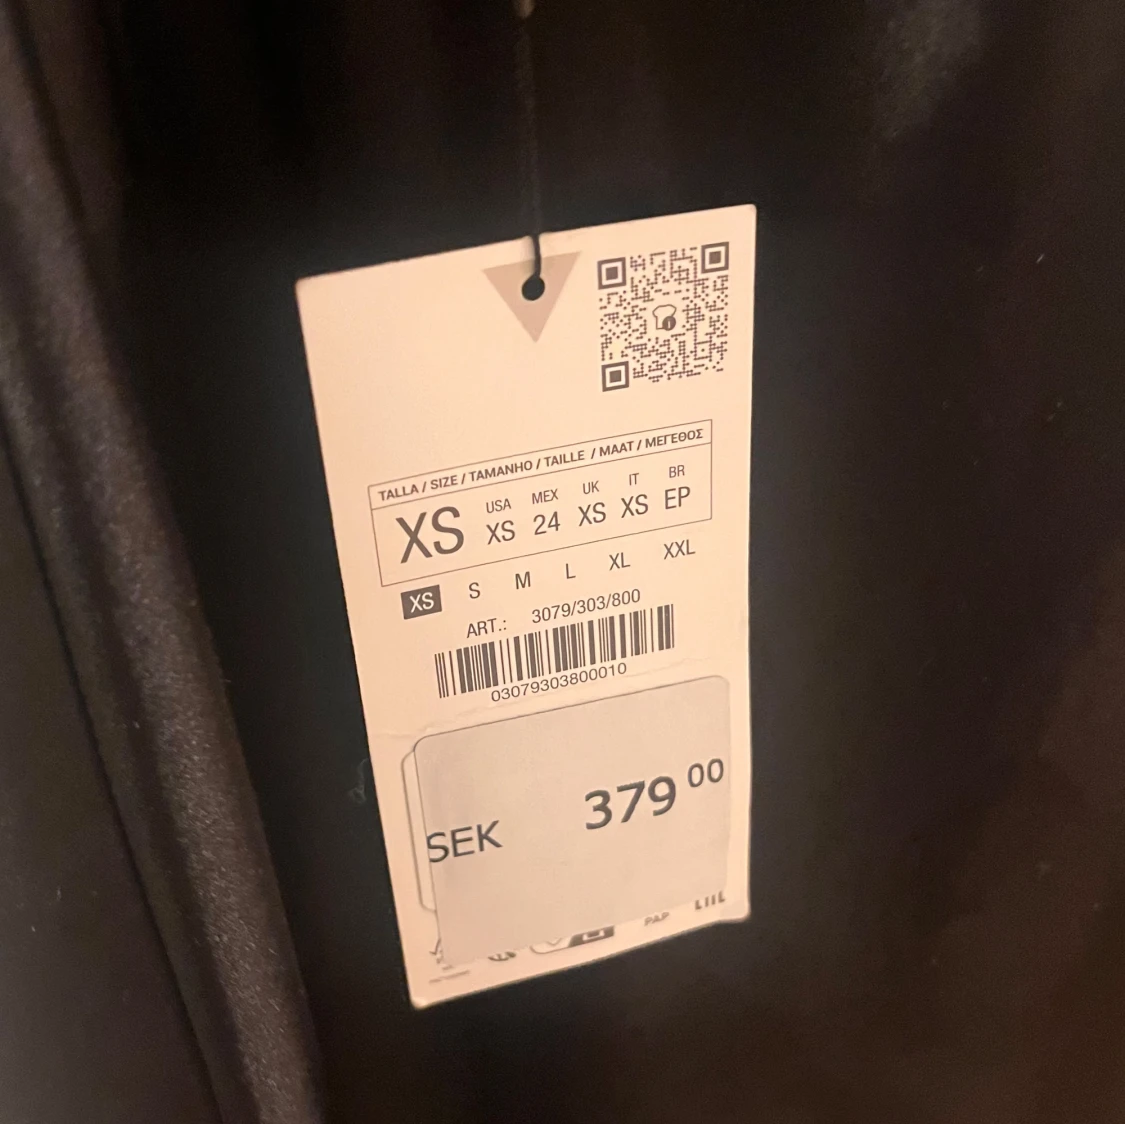 TALLA / SIZE / TAMANHO / TAILLE / MAAT / ΜΕΓΕΘΟΣ
USA MEX UK IT BR
XS XS 24 XS XS EP
XS S M L XL XXL
ART.: 3079/303/800
03079303800010
SEK 379 00
PAP